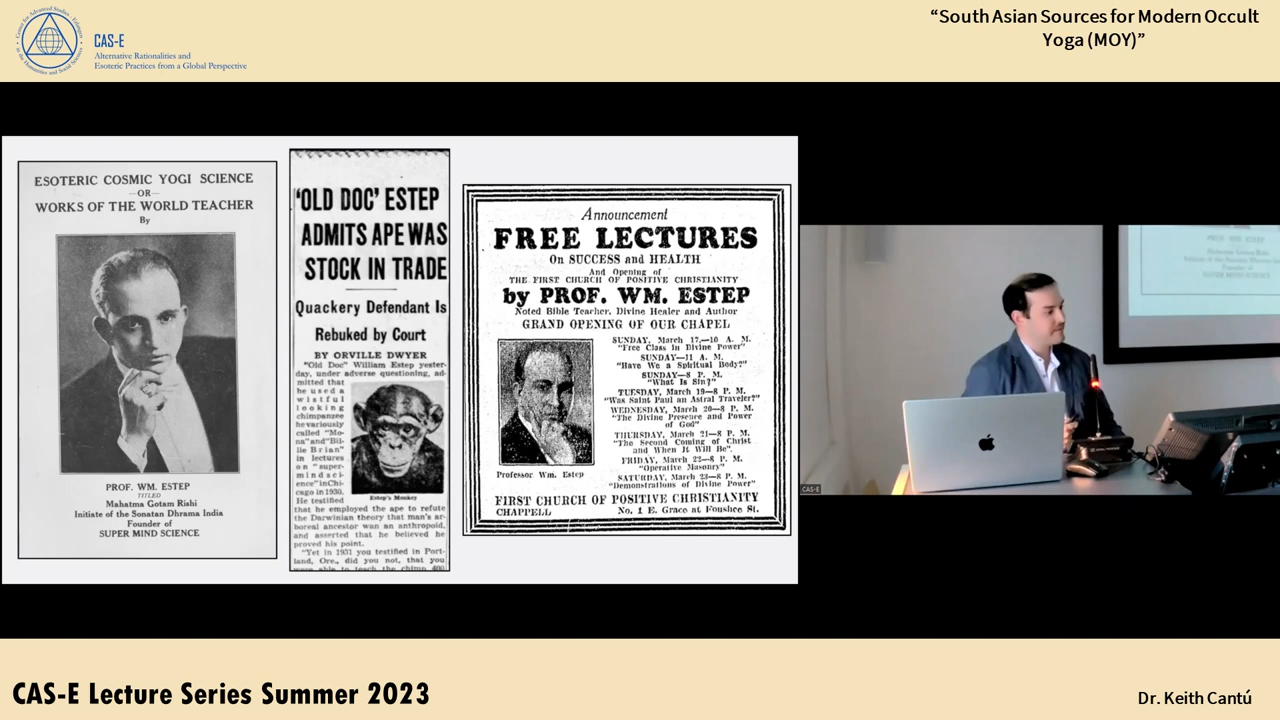 CAS-E
Alternative Rationalities and
Esoteric Practices from a Global Perspective
“South Asian Sources for Modern Occult
Yoga (MOY)”
ESOTERIC COSMIC YOGI SCIENCE
—OR—
WORKS OF THE WORLD TEACHER
By
PROF. WM. ESTEP
TITLED
Mahatma Gotam Rishi
Initiate of the Sonatan Dhrama India
Founder of
SUPER MIND SCIENCE
'OLD DOC' ESTEP
ADMITS APE WAS
STOCK IN TRADE
Quackery Defendant Is
Rebuked by Court
BY ORVILLE DWYER
"Old Doc" William Estep yester-
day, under adverse questioning, ad-
mitted that
he used a
wistful
looking
chimpanzee
he variously
called "Mo-
na" and "Bil-
lie Brian"
in lectures
on "super-
mind sci-
ence" in Chi-
cago in 1930.
He testified
Estep's Monkey
that he employed the ape to refute
the Darwinian theory that man's ar-
boreal ancestor was an anthropoid,
and asserted that he believed he
proved his point.
"Yet in 1931 you testified in Port-
land, Ore., did you not, that you
were able to teach the chimp 400
Announcement
FREE LECTURES
On SUCCESS and HEALTH
And Opening of
THE FIRST CHURCH OF POSITIVE CHRISTIANITY
by PROF. WM. ESTEP
Noted Bible Teacher, Divine Healer and Author
GRAND OPENING OF OUR CHAPEL
SUNDAY, March 17—10 A. M.
"Free Class in Divine Power"
SUNDAY—11 A. M.
"Have We a Spiritual Body?"
SUNDAY—8 P. M.
"What Is Sin?"
TUESDAY, March 19—8 P. M.
"Was Saint Paul an Astral Traveler?"
WEDNESDAY, March 20—8 P. M.
"The Divine Presence and Power
of God"
THURSDAY, March 21—8 P. M.
"The Second Coming of Christ
and When It Will Be".
FRIDAY, March 22—8 P. M.
"Operative Masonry"
SATURDAY, March 23—8 P. M.
"Demonstrations of Divine Power"
Professor Wm. Estep
FIRST CHURCH OF POSITIVE CHRISTIANITY
CHAPPELL No. 1 E. Grace at Foushee St.
CAS-E
CAS-E Lecture Series Summer 2023
Dr. Keith Cantú